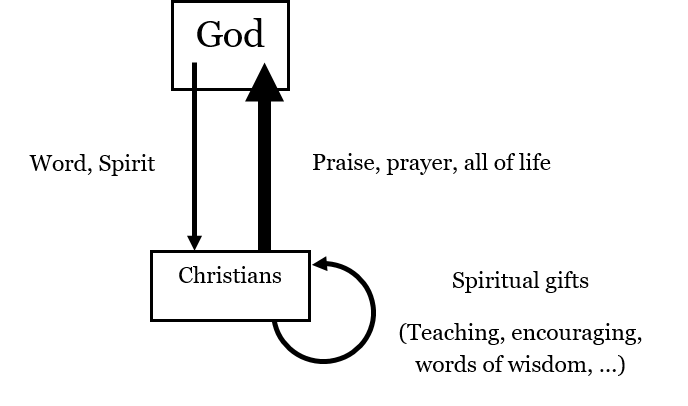 God
Word, Spirit
Praise, prayer, all of life
Christians
Spiritual gifts
(Teaching, encouraging,
words of wisdom, ...)